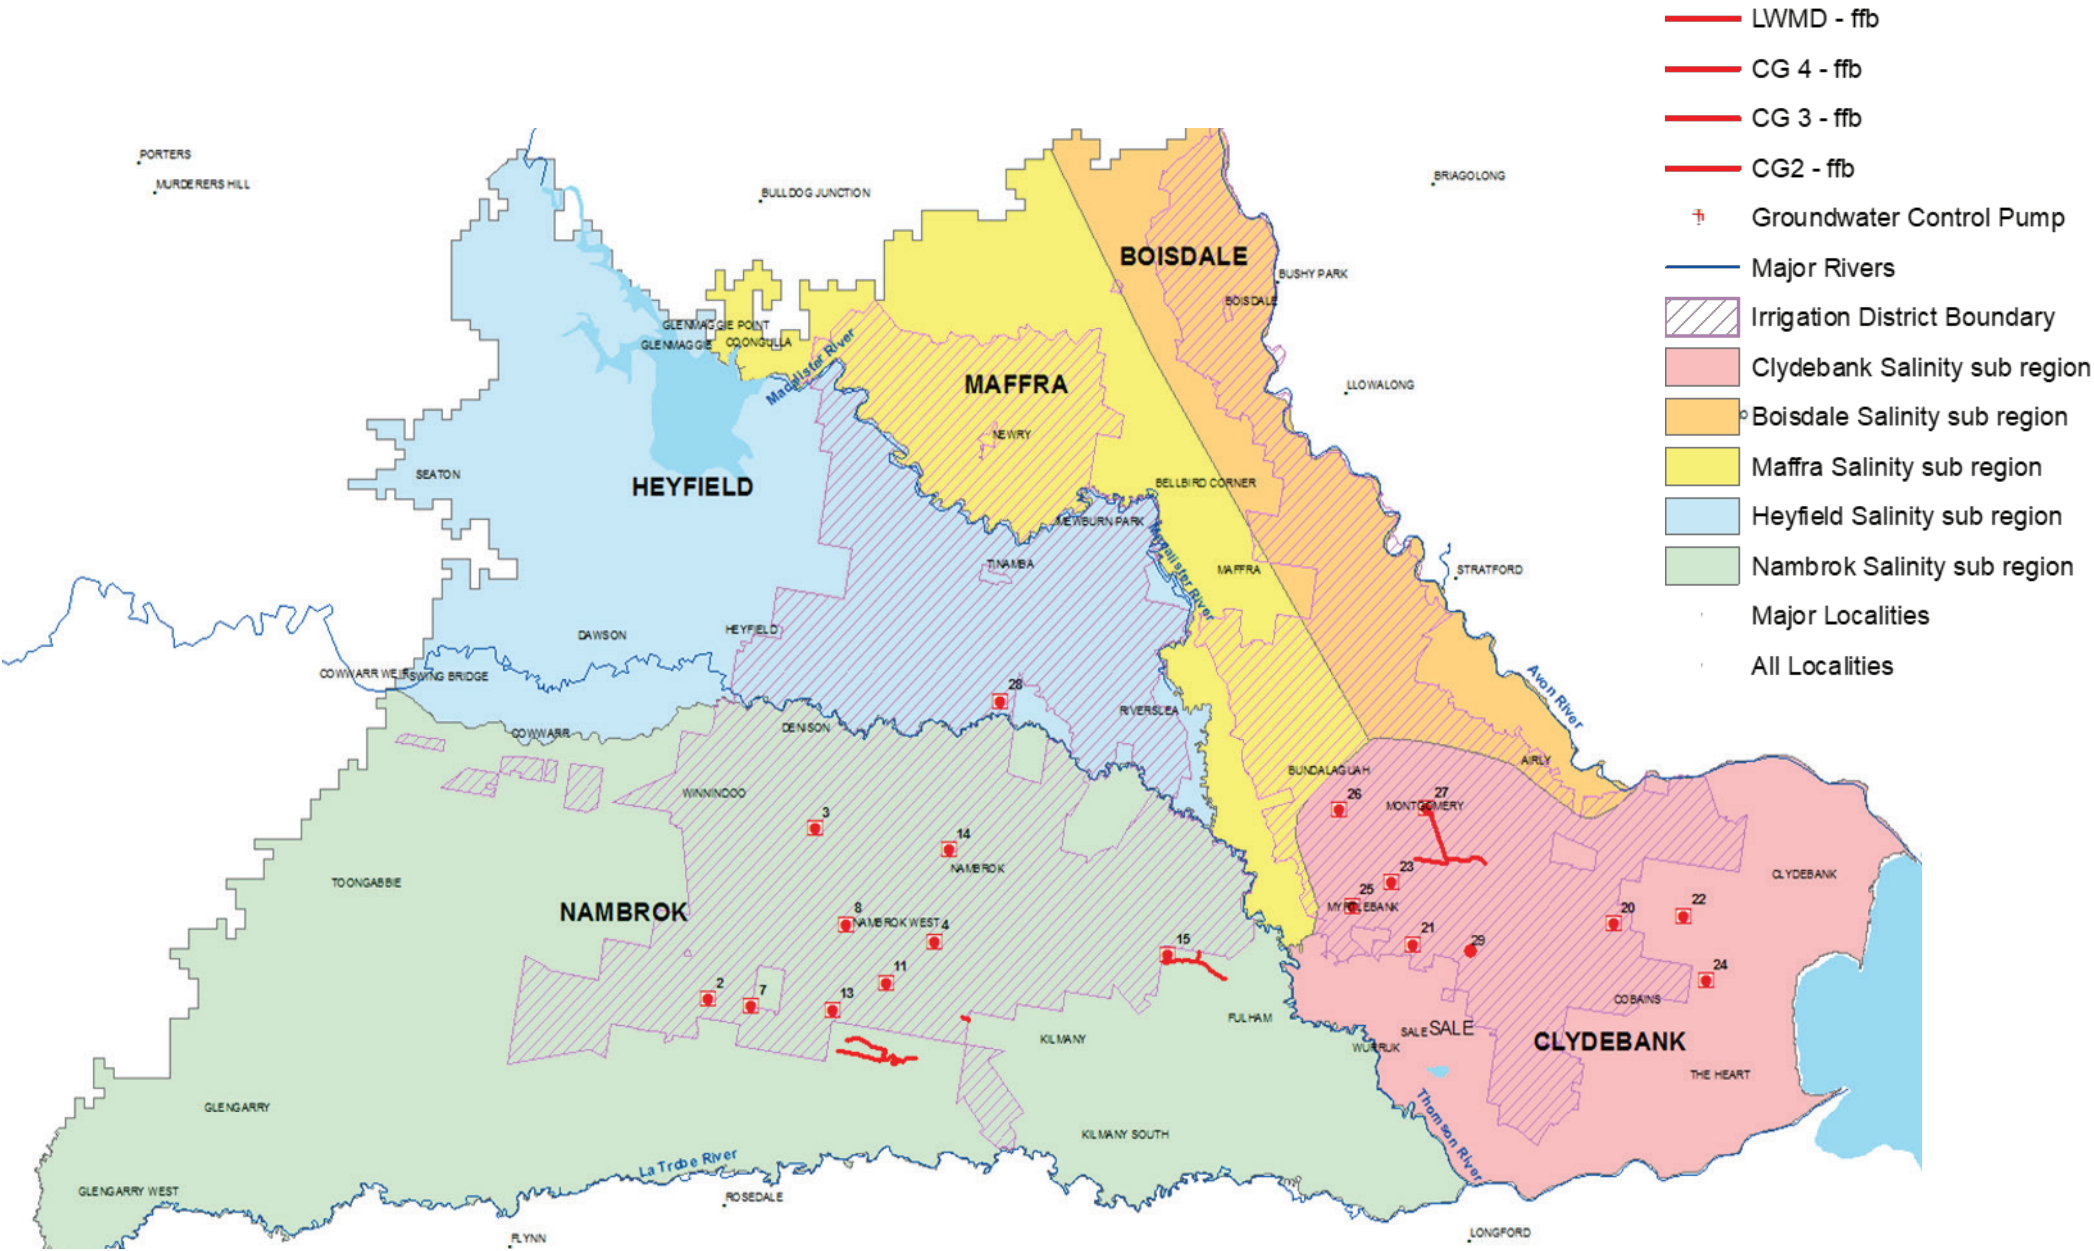 LWMD - ffb
CG 4 - ffb
CG 3 - ffb
CG2 - ffb
Groundwater Control Pump
Major Rivers
Irrigation District Boundary
Clydebank Salinity sub region
Boisdale Salinity sub region
Maffra Salinity sub region
Heyfield Salinity sub region
Nambrok Salinity sub region
Major Localities
All Localities
PORTERS
MURDERERS HILL
BULLDOG JUNCTION
BRIAGOLONG
BOISDALE
BUSHY PARK
BOISDALE
GLENMAGGIE POINT
GLENMAGGIE
COONGULLA
Macalister River
MAFFRA
LLOWALONG
NEWRY
SEATON
HEYFIELD
BELLBIRD CORNER
NEWBURN PARK
Macalister River
TINAMBA
MAFFRA
STRATFORD
HEYFIELD
DAWSON
COWWARR WEIR
SWING BRIDGE
28
RIVERSLEA
Avon River
COWWARR
DENISON
AIRLY
BUNDALAGUAH
WINNINDOO
26
27
MONTGOMERY
3
14
NAMBROK
23
CLYDEBANK
TOONGABBIE
25
MYRTLEBANK
NAMBROK
8
NAMBROK WEST
4
20
22
21
29
15
11
24
2
7
13
COBAINS
FULHAM
SALE
SALE
KILMANY
WURRUK
CLYDEBANK
THE HEART
GLENGARRY
Thomson River
KILMANY SOUTH
La Trobe River
GLENGARRY WEST
ROSEDALE
FLYNN
LONGFORD